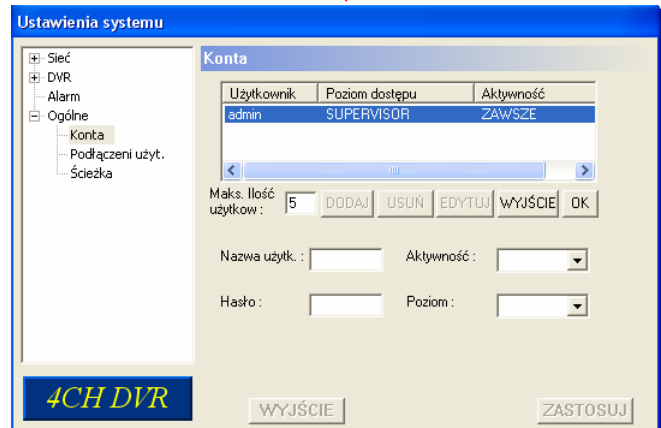 Ustawienia systemu
Sieć
DVR
Alarm
Ogólne
Konta
Podłączeni użyt.
Ścieżka
4CH DVR
Konta
Użytkownik Poziom dostępu Aktywność
admin SUPERVISOR ZAWSZE
Maks. Ilość
użytkow : 5 DODAJ USUŃ EDYTUJ WYJŚCIE OK
Nazwa użytk. : Aktywność :
Hasło : Poziom :
WYJŚCIE ZASTOSUJ